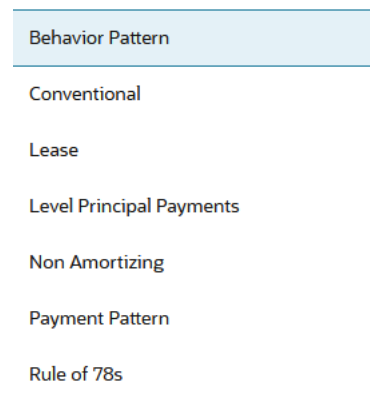 Behavior Pattern
Conventional
Lease
Level Principal Payments
Non Amortizing
Payment Pattern
Rule of 78s